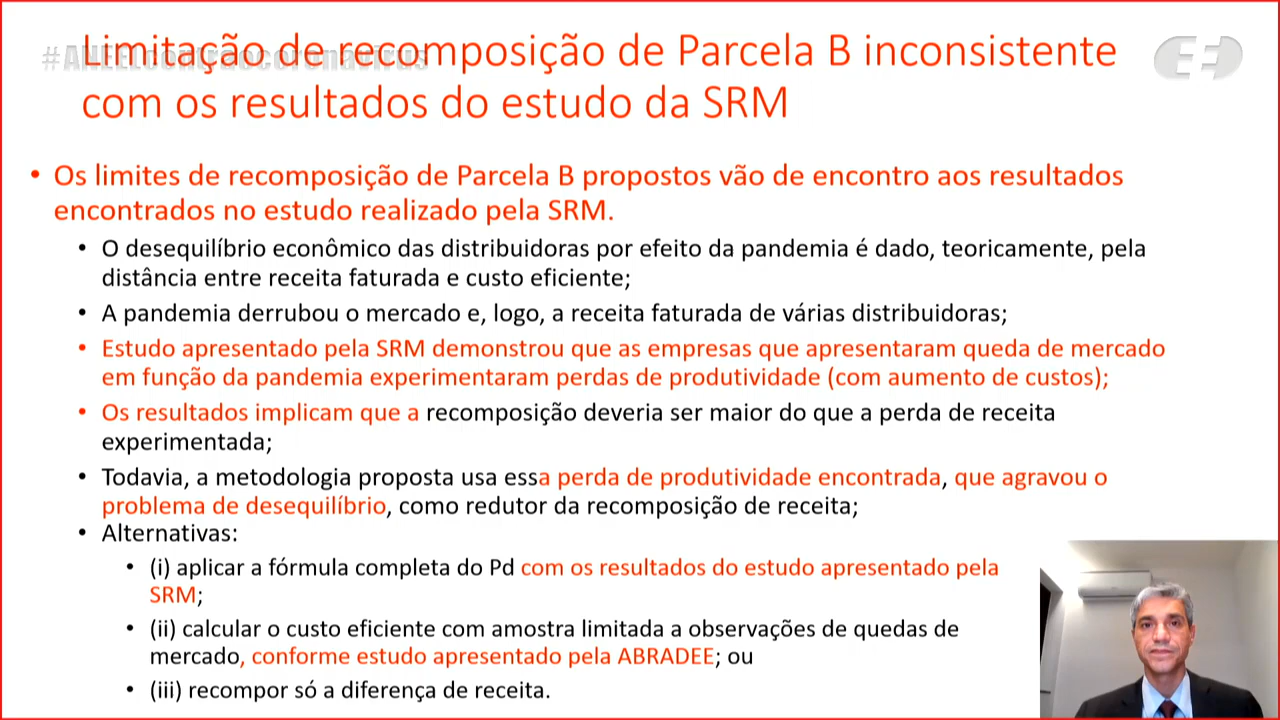 #ANEELcontraocoronavirus
Limitação de recomposição de Parcela B inconsistente
com os resultados do estudo da SRM
• Os limites de recomposição de Parcela B propostos vão de encontro aos resultados
encontrados no estudo realizado pela SRM.
• O desequilíbrio econômico das distribuidoras por efeito da pandemia é dado, teoricamente, pela
distância entre receita faturada e custo eficiente;
• A pandemia derrubou o mercado e, logo, a receita faturada de várias distribuidoras;
• Estudo apresentado pela SRM demonstrou que as empresas que apresentaram queda de mercado
em função da pandemia experimentaram perdas de produtividade (com aumento de custos);
• Os resultados implicam que a recomposição deveria ser maior do que a perda de receita
experimentada;
• Todavia, a metodologia proposta usa essa perda de produtividade encontrada, que agravou o
problema de desequilíbrio, como redutor da recomposição de receita;
• Alternativas:
• (i) aplicar a fórmula completa do Pd com os resultados do estudo apresentado pela
SRM;
• (ii) calcular o custo eficiente com amostra limitada a observações de quedas de
mercado, conforme estudo apresentado pela ABRADEE; ou
• (iii) recompor só a diferença de receita.